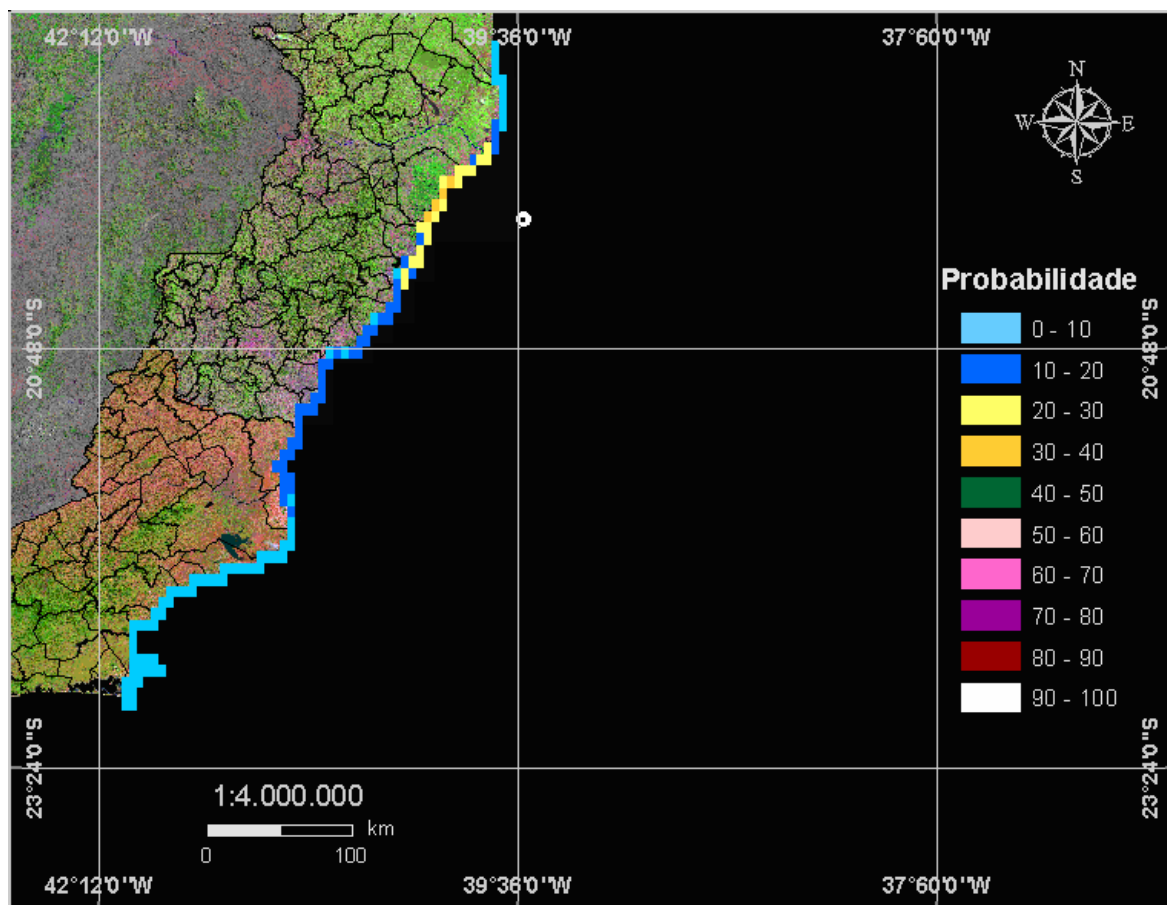 42°12'0"W 39°36'0"W 37°60'0"W
N
W E
S
Probabilidade
0 - 10
10 - 20
20 - 30
30 - 40
40 - 50
50 - 60
60 - 70
70 - 80
80 - 90
90 - 100
20°48'0"S 20°48'0"S
23°24'0"S 23°24'0"S
1:4.000.000
km
0 100
42°12'0"W 39°36'0"W 37°60'0"W